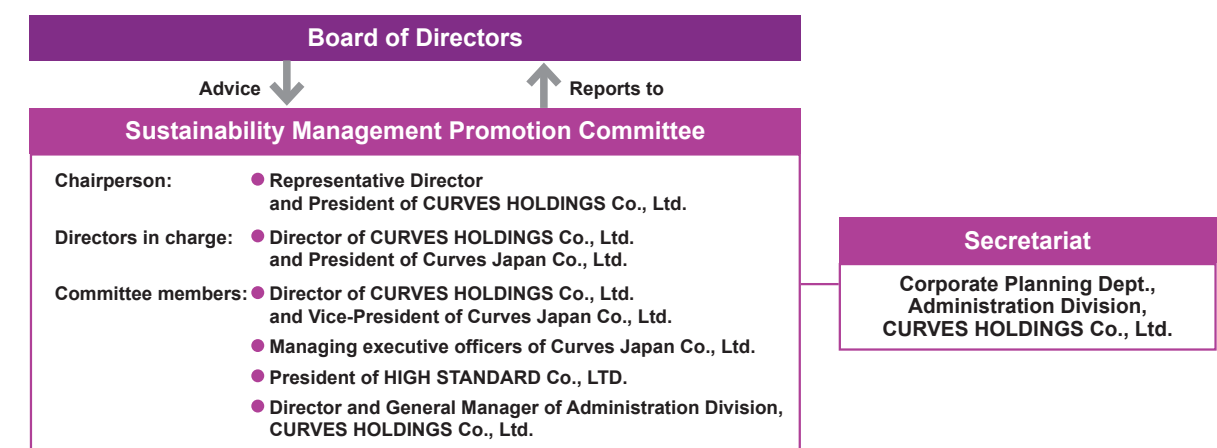 Board of Directors
Advice
Reports to
Sustainability Management Promotion Committee
Chairperson:
● Representative Director
and President of CURVES HOLDINGS Co., Ltd.
Directors in charge:
● Director of CURVES HOLDINGS Co., Ltd.
and President of Curves Japan Co., Ltd.
Committee members:
● Director of CURVES HOLDINGS Co., Ltd.
and Vice-President of Curves Japan Co., Ltd.
● Managing executive officers of Curves Japan Co., Ltd.
● President of HIGH STANDARD Co., LTD.
● Director and General Manager of Administration Division,
CURVES HOLDINGS Co., Ltd.
Secretariat
Corporate Planning Dept.,
Administration Division,
CURVES HOLDINGS Co., Ltd.